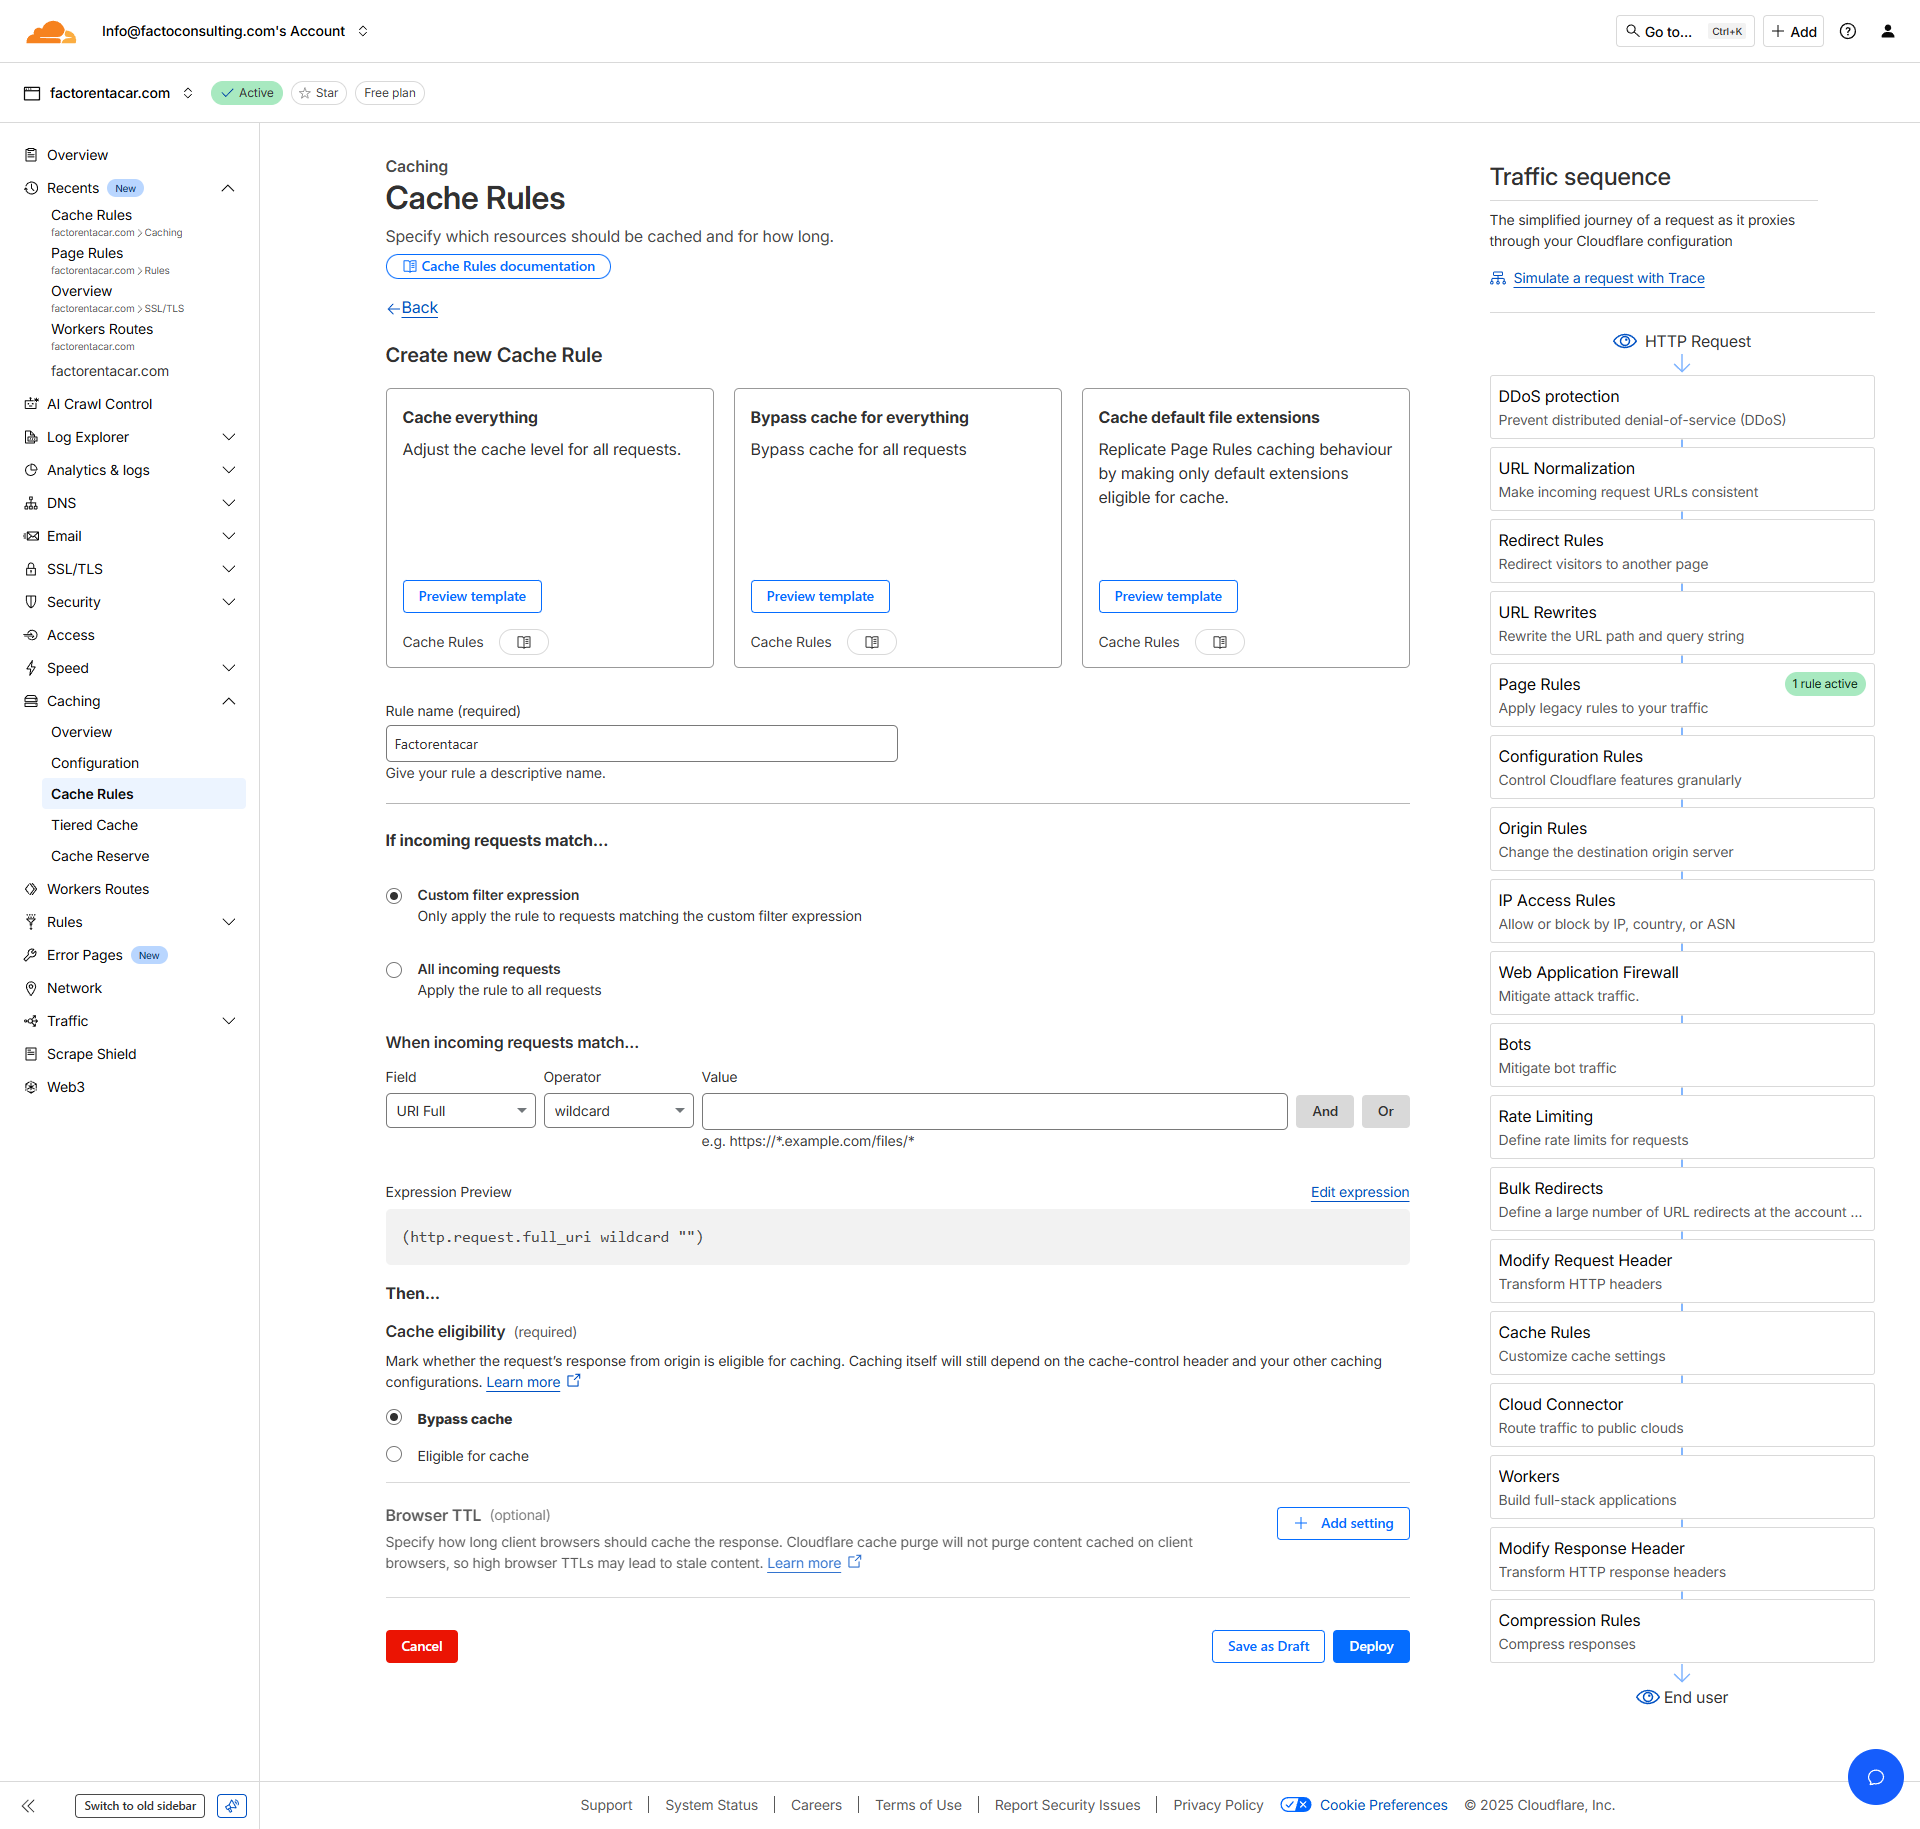 Info@factoconsulting.com's Account
Go to... Ctrl+K
Add
factorentacar.com
Active
Star
Free plan
Overview
Recents New
Cache Rules
factorentacar.com > Caching
Page Rules
factorentacar.com > Rules
Overview
factorentacar.com > SSL/TLS
Workers Routes
factorentacar.com
factorentacar.com
AI Crawl Control
Log Explorer
Analytics & logs
DNS
Email
SSL/TLS
Security
Access
Speed
Caching
Overview
Configuration
Cache Rules
Tiered Cache
Cache Reserve
Workers Routes
Rules
Error Pages New
Network
Traffic
Scrape Shield
Web3
Switch to old sidebar
Caching
Cache Rules
Specify which resources should be cached and for how long.
Cache Rules documentation
Back
Create new Cache Rule
Cache everything
Adjust the cache level for all requests.
Preview template
Cache Rules
Bypass cache for everything
Bypass cache for all requests
Preview template
Cache Rules
Cache default file extensions
Replicate Page Rules caching behaviour
by making only default extensions
eligible for cache.
Preview template
Cache Rules
Rule name (required)
Factorentacar
Give your rule a descriptive name.
If incoming requests match...
Custom filter expression
Only apply the rule to requests matching the custom filter expression
All incoming requests
Apply the rule to all requests
When incoming requests match...
Field Operator Value
URI Full wildcard And Or
e.g. https://*.example.com/files/*
Expression Preview Edit expression
(http.request.full_uri wildcard "")
Then...
Cache eligibility (required)
Mark whether the request's response from origin is eligible for caching. Caching itself will still depend on the cache-control header and your other caching
configurations. Learn more
Bypass cache
Eligible for cache
Browser TTL (optional)
Add setting
Specify how long client browsers should cache the response. Cloudflare cache purge will not purge content cached on client
browsers, so high browser TTLs may lead to stale content. Learn more
Cancel Save as Draft Deploy
Traffic sequence
The simplified journey of a request as it proxies
through your Cloudflare configuration
Simulate a request with Trace
HTTP Request
DDoS protection
Prevent distributed denial-of-service (DDoS)
URL Normalization
Make incoming request URLs consistent
Redirect Rules
Redirect visitors to another page
URL Rewrites
Rewrite the URL path and query string
Page Rules 1 rule active
Apply legacy rules to your traffic
Configuration Rules
Control Cloudflare features granularly
Origin Rules
Change the destination origin server
IP Access Rules
Allow or block by IP, country, or ASN
Web Application Firewall
Mitigate attack traffic.
Bots
Mitigate bot traffic
Rate Limiting
Define rate limits for requests
Bulk Redirects
Define a large number of URL redirects at the account ...
Modify Request Header
Transform HTTP headers
Cache Rules
Customize cache settings
Cloud Connector
Route traffic to public clouds
Workers
Build full-stack applications
Modify Response Header
Transform HTTP response headers
Compression Rules
Compress responses
End user
Support | System Status | Careers | Terms of Use | Report Security Issues | Privacy Policy Cookie Preferences © 2025 Cloudflare, Inc.